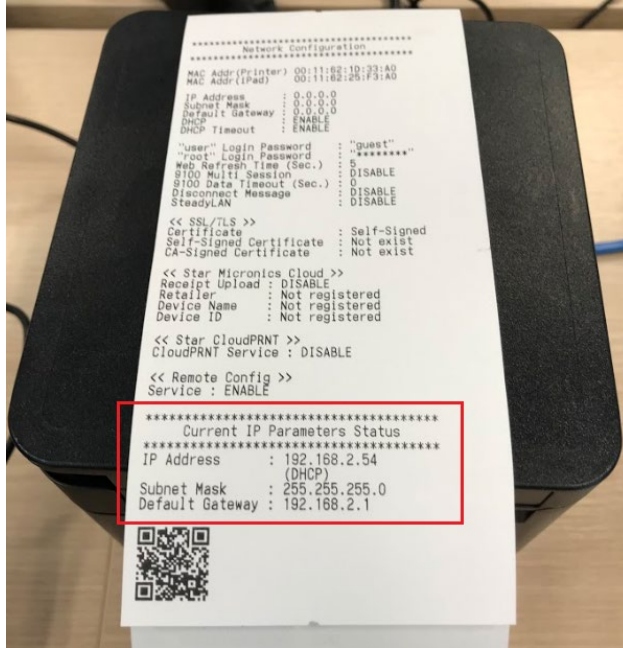 ****************************************
Network Configuration
****************************************
MAC Addr(Printer) 00:11:62:10:33:A0
MAC Addr(iPad) 00:11:62:25:F3:A0
IP Address : 0.0.0.0
Subnet Mask : 0.0.0.0
Default Gateway : 0.0.0.0
DHCP : ENABLE
DHCP Timeout : ENABLE
"user" Login Password : "guest"
"root" Login Password : "********"
Web Refresh Time (Sec.) : 5
9100 Multi Session : DISABLE
9100 Data Timeout (Sec.) : 0
Disconnect Message : DISABLE
SteadyLAN : DISABLE
<< SSL/TLS >>
Certificate : Self-Signed
Self-Signed Certificate : Not exist
CA-Signed Certificate : Not exist
<< Star Micronics Cloud >>
Receipt Upload : DISABLE
Retailer : Not registered
Device Name : Not registered
Device ID : Not registered
<< Star CloudPRNT >>
CloudPRNT Service : DISABLE
<< Remote Config >>
Service : ENABLE
****************************************
Current IP Parameters Status
****************************************
IP Address : 192.168.2.54
(DHCP)
Subnet Mask : 255.255.255.0
Default Gateway : 192.168.2.1